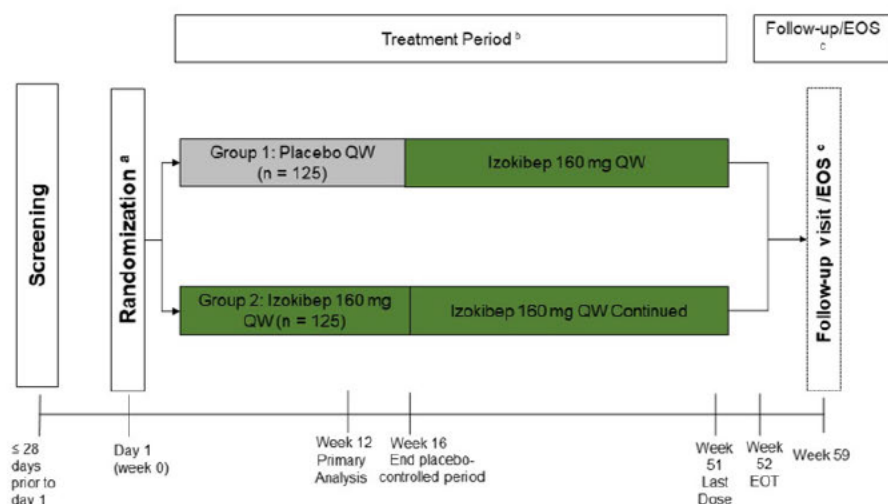 Treatment Period b
Follow-up/EOS
c
Screening
Randomization a
Group 1: Placebo QW
(n = 125)
Izokibep 160 mg QW
Group 2: Izokibep 160 mg
QW (n = 125)
Izokibep 160 mg QW Continued
Follow-up visit /EOS c
≤ 28
days
prior to
day 1
Day 1
(week 0)
Week 12
Primary
Analysis
Week 16
End placebo-
controlled period
Week
51
Last
Dose
Week
52
EOT
Week 59